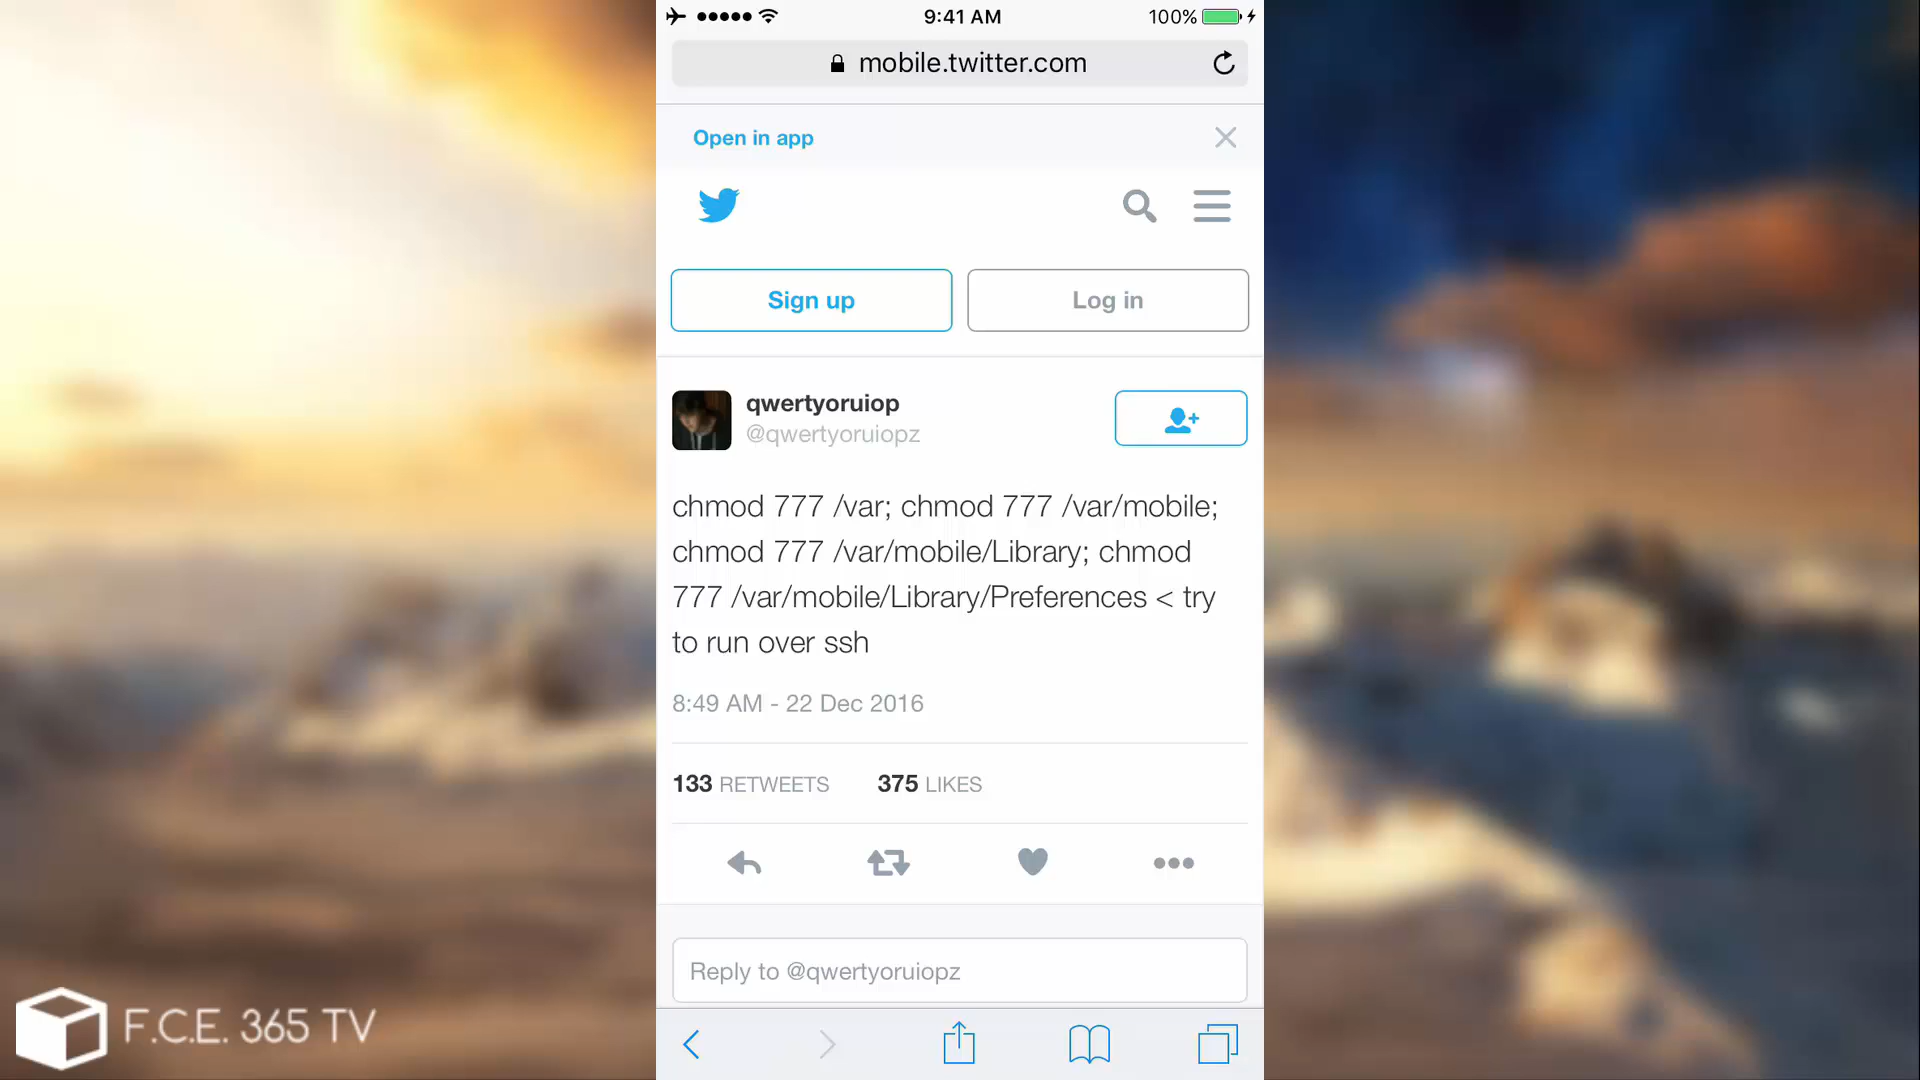 9:41 AM
100%
mobile.twitter.com
Open in app
Sign up
Log in
qwertyoruiop
@qwertyoruiopz
chmod 777 /var; chmod 777 /var/mobile;
chmod 777 /var/mobile/Library; chmod
777 /var/mobile/Library/Preferences < try
to run over ssh
8:49 AM - 22 Dec 2016
133 RETWEETS 375 LIKES
Reply to @qwertyoruiopz
F.C.E. 365 TV